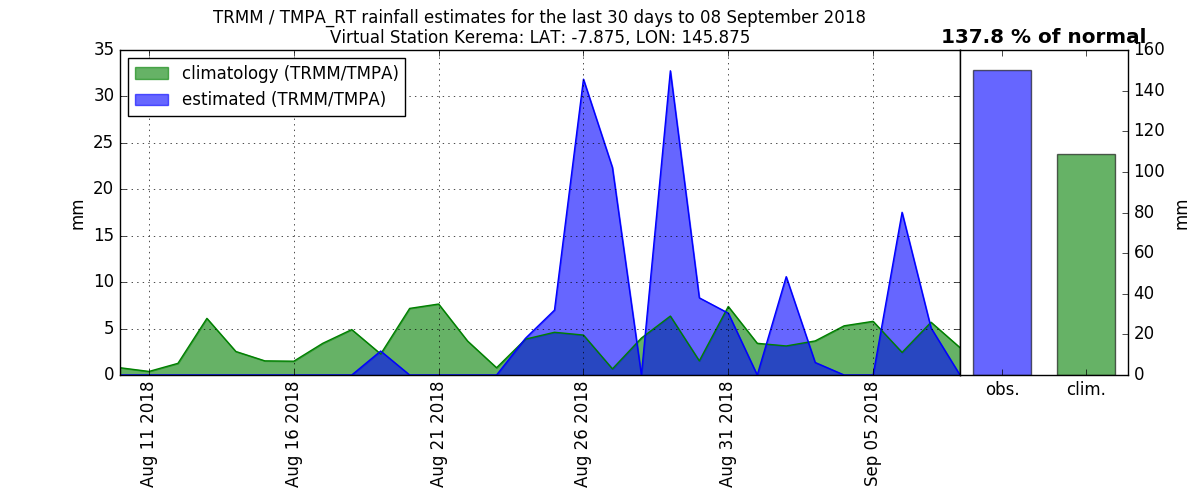 TRMM / TMPA_RT rainfall estimates for the last 30 days to 08 September 2018
Virtual Station Kerema: LAT: -7.875, LON: 145.875
137.8 % of normal
climatology (TRMM/TMPA)
estimated (TRMM/TMPA)
mm
35
30
25
20
15
10
5
0
Aug 11 2018
Aug 16 2018
Aug 21 2018
Aug 26 2018
Aug 31 2018
Sep 05 2018
obs.
clim.
160
140
120
100
80
60
40
20
0
mm